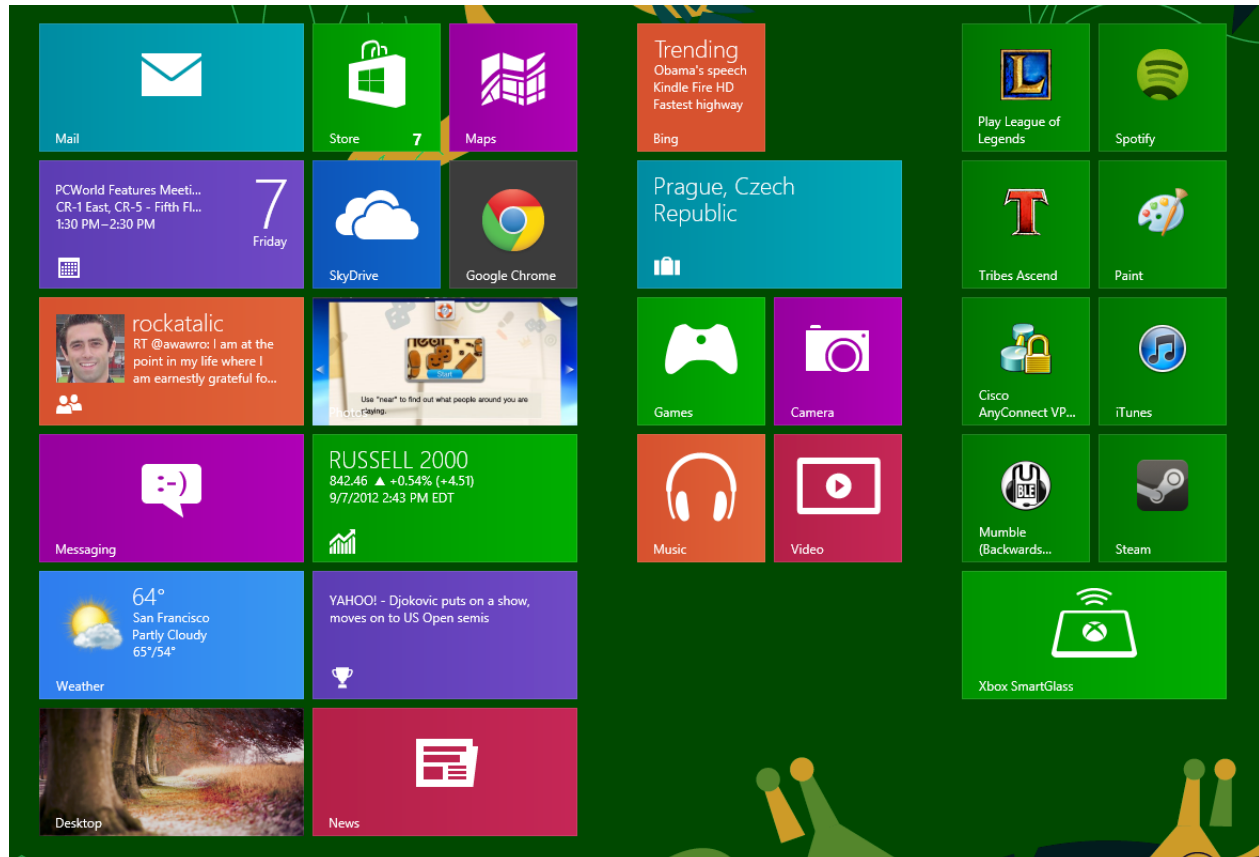 Mail
Store 7
Maps
PCWorld Features Meeti...
CR-1 East, CR-5 - Fifth Fl...
1:30 PM–2:30 PM
7
Friday
SkyDrive
Google Chrome
rockatalic
RT @awawro: I am at the
point in my life where I
am earnestly grateful fo...
Start
Use "near" to find out what people around you are
playing.
Photos
Messaging
RUSSELL 2000
842.46 ▲ +0.54% (+4.51)
9/7/2012 2:43 PM EDT
64°
San Francisco
Partly Cloudy
65°/54°
Weather
YAHOO! - Djokovic puts on a show,
moves on to US Open semis
Desktop
News
Trending
Obama's speech
Kindle Fire HD
Fastest highway
Bing
Prague, Czech
Republic
Games
Camera
Music
Video
L
Play League of
Legends
Spotify
T
Tribes Ascend
Paint
Cisco
AnyConnect VP...
iTunes
BLE
Mumble
(Backwards...
Steam
Xbox SmartGlass